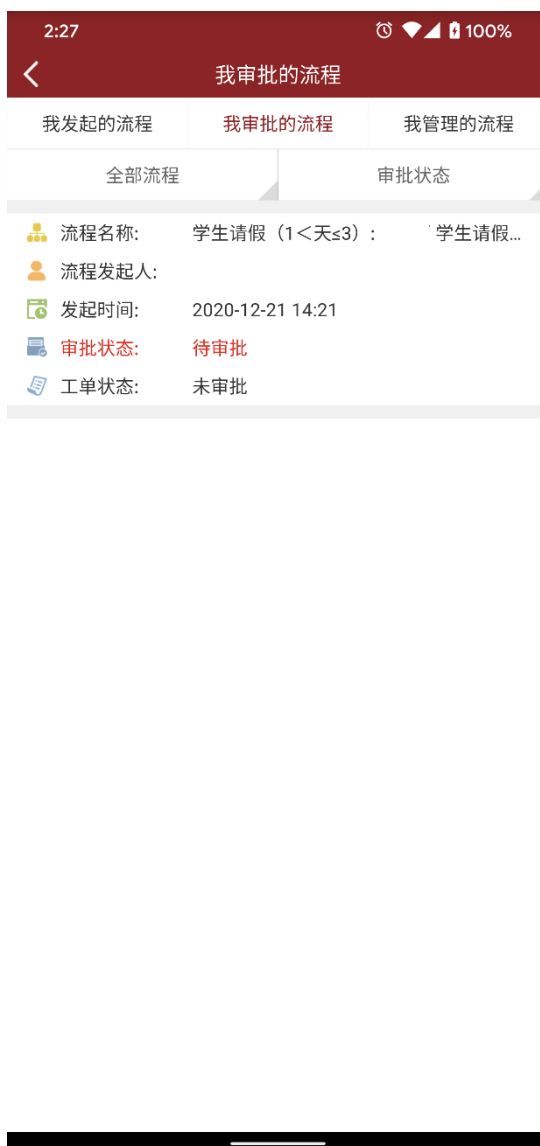 2:27 100%
我审批的流程
我发起的流程 我审批的流程 我管理的流程
全部流程 审批状态
流程名称: 学生请假（1＜天≤3）: 学生请假...
流程发起人:
发起时间: 2020-12-21 14:21
审批状态: 待审批
工单状态: 未审批